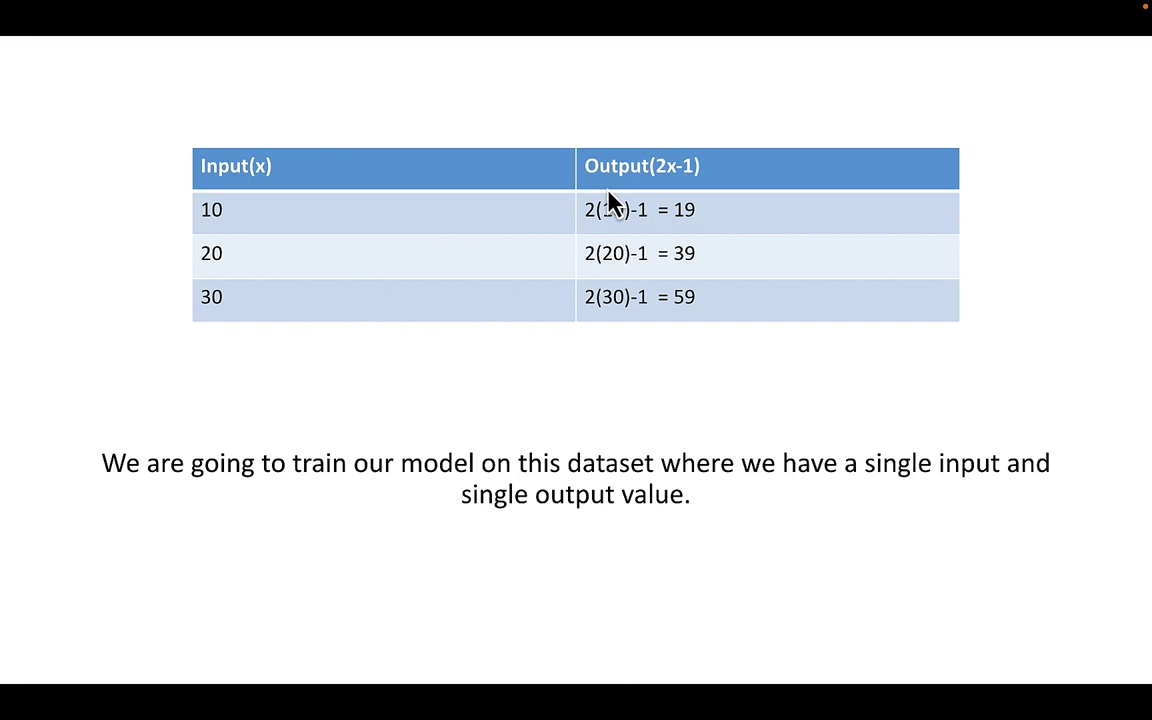 Input(x) Output(2x-1)
10 2(10)-1 = 19
20 2(20)-1 = 39
30 2(30)-1 = 59
We are going to train our model on this dataset where we have a single input and
single output value.